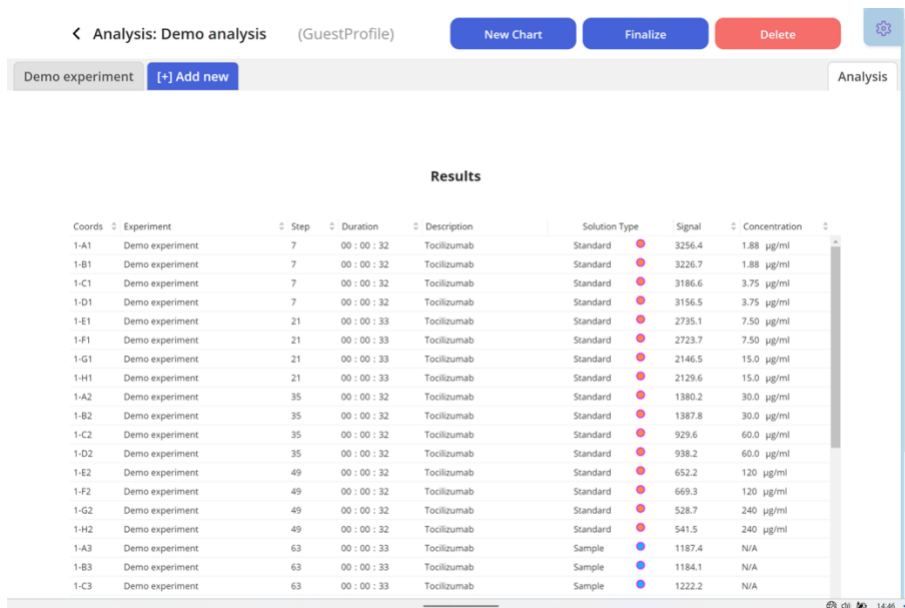 Analysis: Demo analysis (GuestProfile) New Chart Finalize Delete
Demo experiment [+] Add new Analysis
Results
Coords Experiment Step Duration Description Solution Type Signal Concentration
1-A1 Demo experiment 7 00 : 00 : 32 Tocilizumab Standard 3256.4 1.88 μg/ml
1-B1 Demo experiment 7 00 : 00 : 32 Tocilizumab Standard 3226.7 1.88 μg/ml
1-C1 Demo experiment 7 00 : 00 : 32 Tocilizumab Standard 3186.6 3.75 μg/ml
1-D1 Demo experiment 7 00 : 00 : 32 Tocilizumab Standard 3156.5 3.75 μg/ml
1-E1 Demo experiment 21 00 : 00 : 33 Tocilizumab Standard 2735.1 7.50 μg/ml
1-F1 Demo experiment 21 00 : 00 : 33 Tocilizumab Standard 2723.7 7.50 μg/ml
1-G1 Demo experiment 21 00 : 00 : 33 Tocilizumab Standard 2146.5 15.0 μg/ml
1-H1 Demo experiment 21 00 : 00 : 33 Tocilizumab Standard 2129.6 15.0 μg/ml
1-A2 Demo experiment 35 00 : 00 : 32 Tocilizumab Standard 1380.2 30.0 μg/ml
1-B2 Demo experiment 35 00 : 00 : 32 Tocilizumab Standard 1387.8 30.0 μg/ml
1-C2 Demo experiment 35 00 : 00 : 32 Tocilizumab Standard 929.6 60.0 μg/ml
1-D2 Demo experiment 35 00 : 00 : 32 Tocilizumab Standard 938.2 60.0 μg/ml
1-E2 Demo experiment 49 00 : 00 : 32 Tocilizumab Standard 652.2 120 μg/ml
1-F2 Demo experiment 49 00 : 00 : 32 Tocilizumab Standard 669.3 120 μg/ml
1-G2 Demo experiment 49 00 : 00 : 32 Tocilizumab Standard 528.7 240 μg/ml
1-H2 Demo experiment 49 00 : 00 : 32 Tocilizumab Standard 541.5 240 μg/ml
1-A3 Demo experiment 63 00 : 00 : 33 Tocilizumab Sample 1187.4 N/A
1-B3 Demo experiment 63 00 : 00 : 33 Tocilizumab Sample 1184.1 N/A
1-C3 Demo experiment 63 00 : 00 : 33 Tocilizumab Sample 1222.2 N/A
14:46